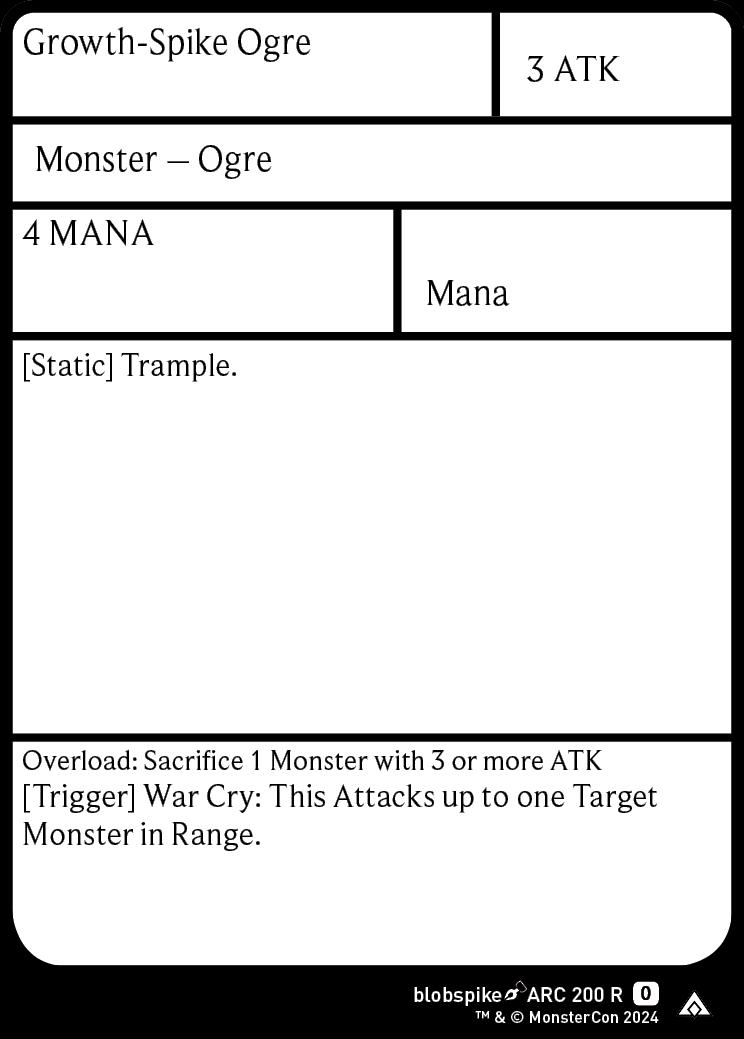 Growth-Spike Ogre
3 ATK
Monster – Ogre
4 MANA
Mana
[Static] Trample.
Overload: Sacrifice 1 Monster with 3 or more ATK
[Trigger] War Cry: This Attacks up to one Target
Monster in Range.
blobspike ARC 200 R 0
™ & © MonsterCon 2024